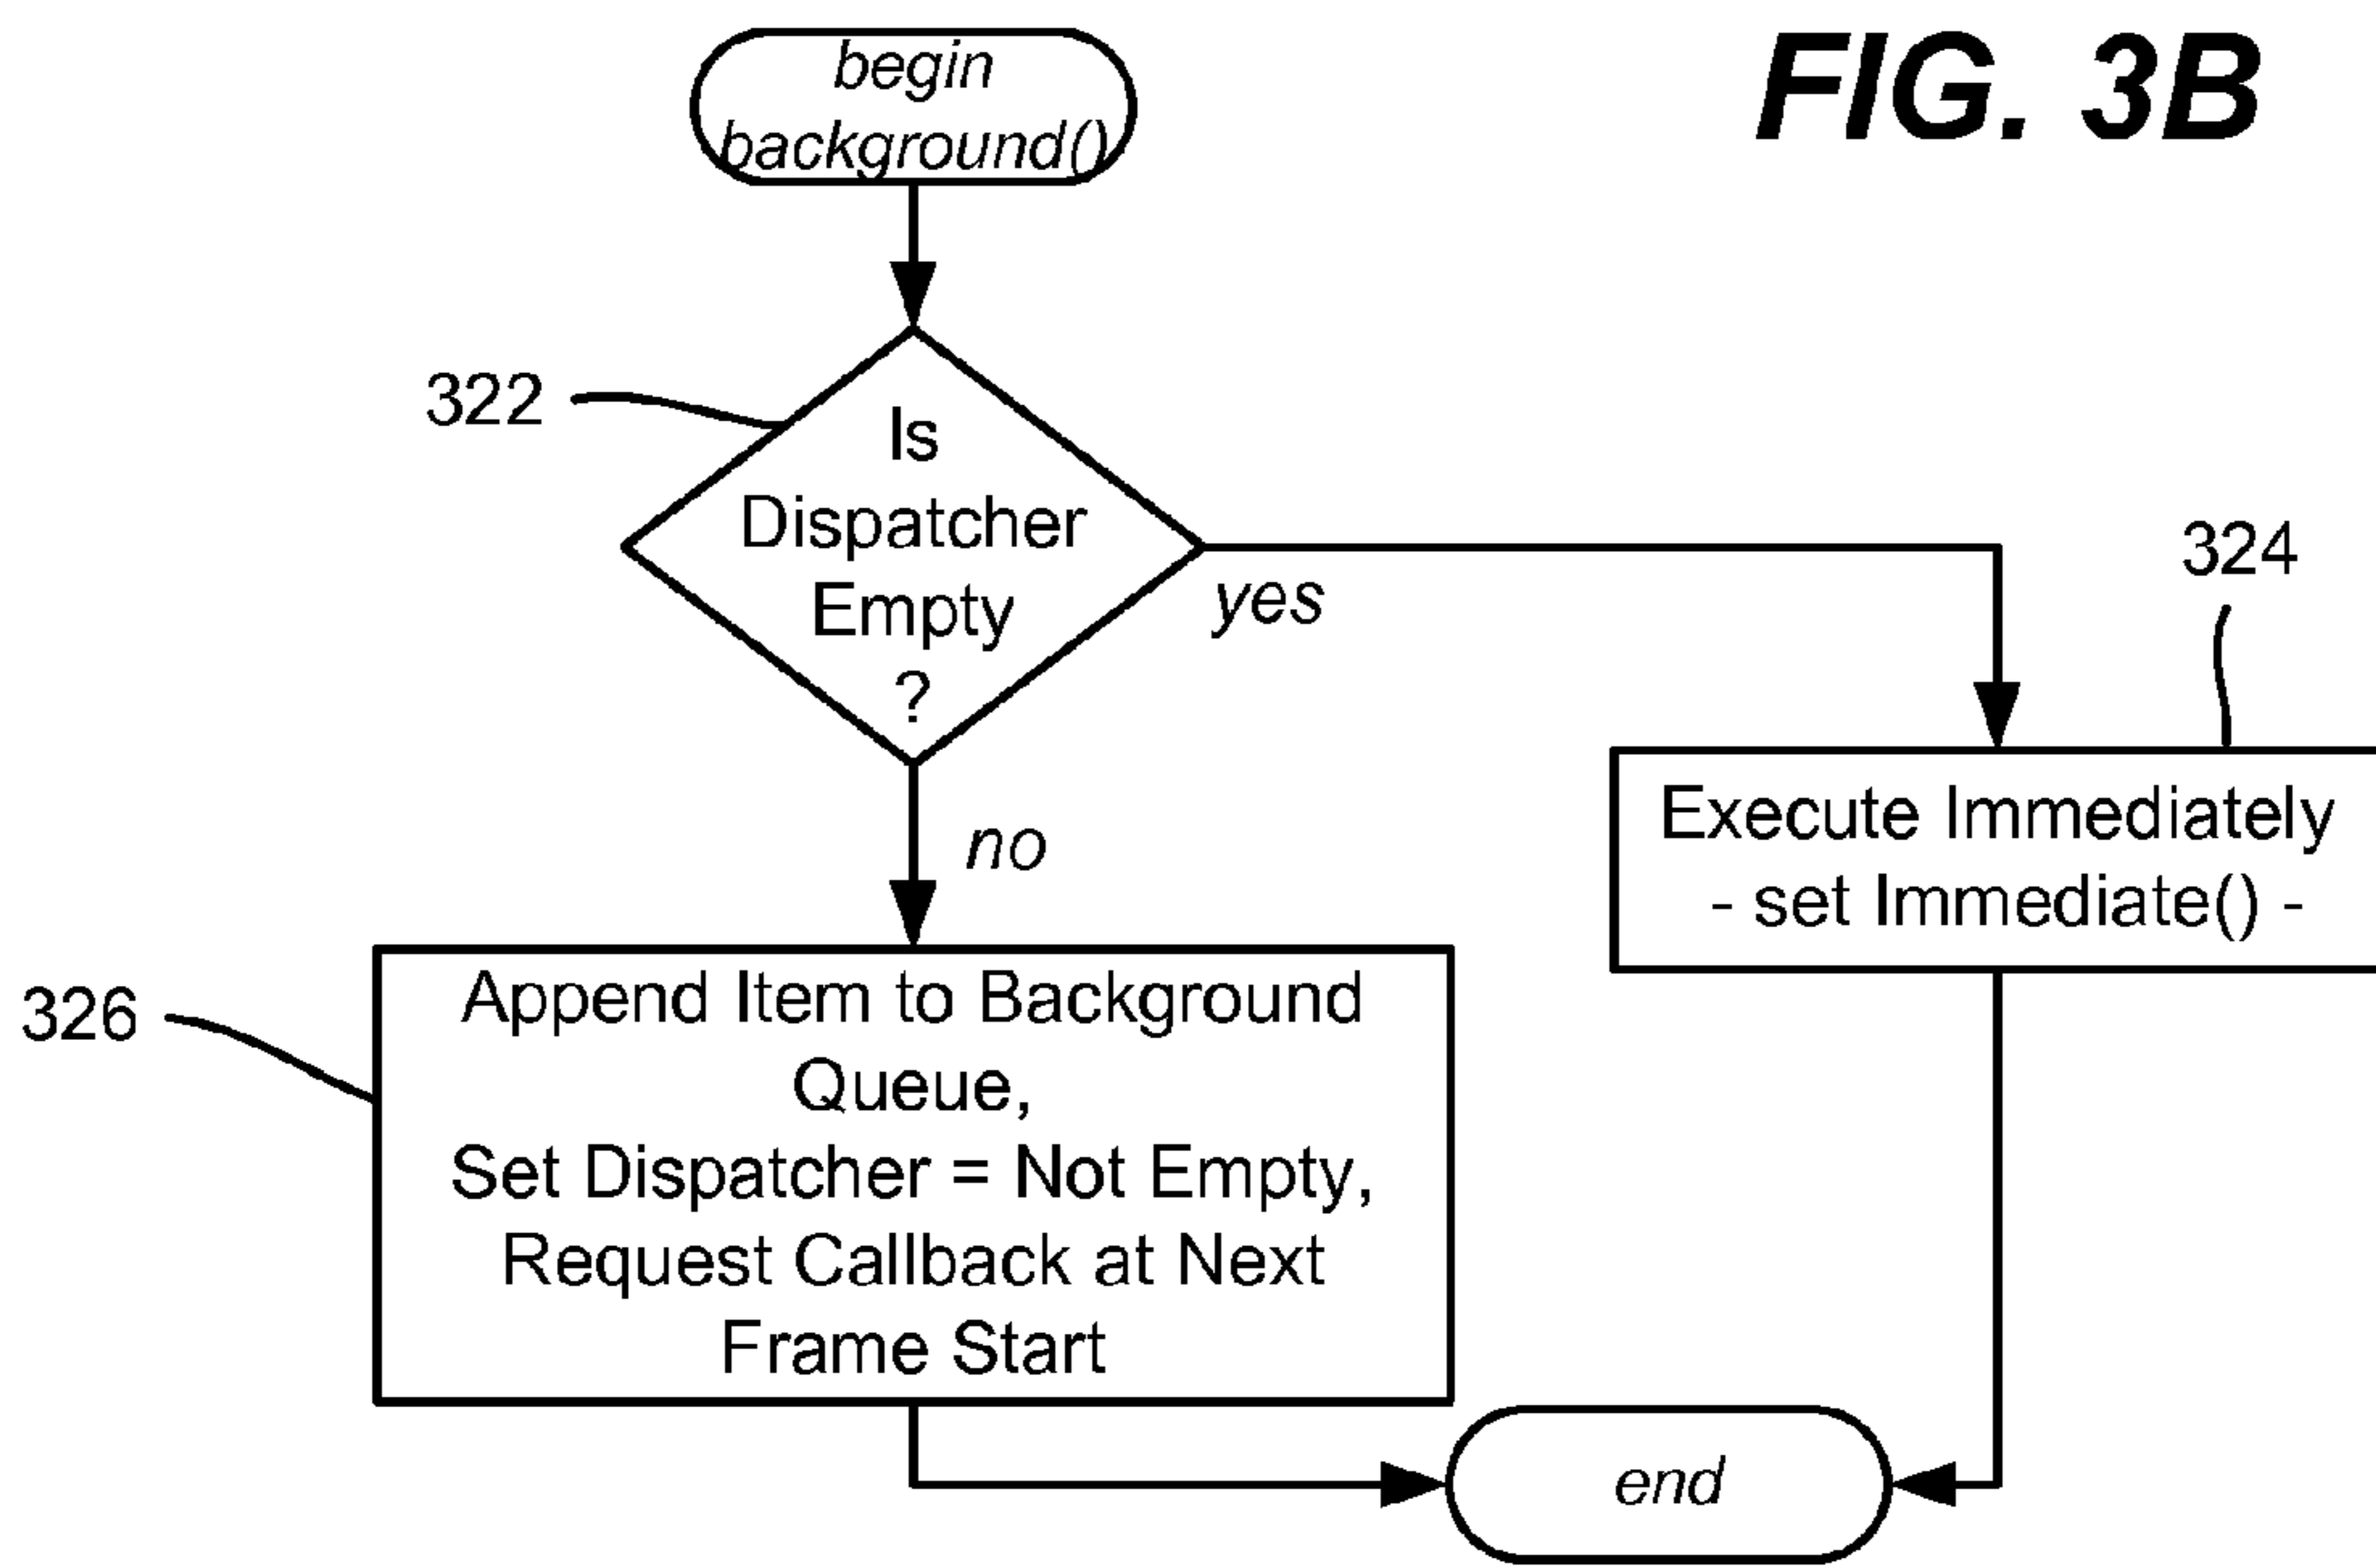 FIG. 3B
begin
background()
322
Is
Dispatcher
Empty
?
yes
no
324
Execute Immediately
- set Immediate() -
326
Append Item to Background
Queue,
Set Dispatcher = Not Empty,
Request Callback at Next
Frame Start
end